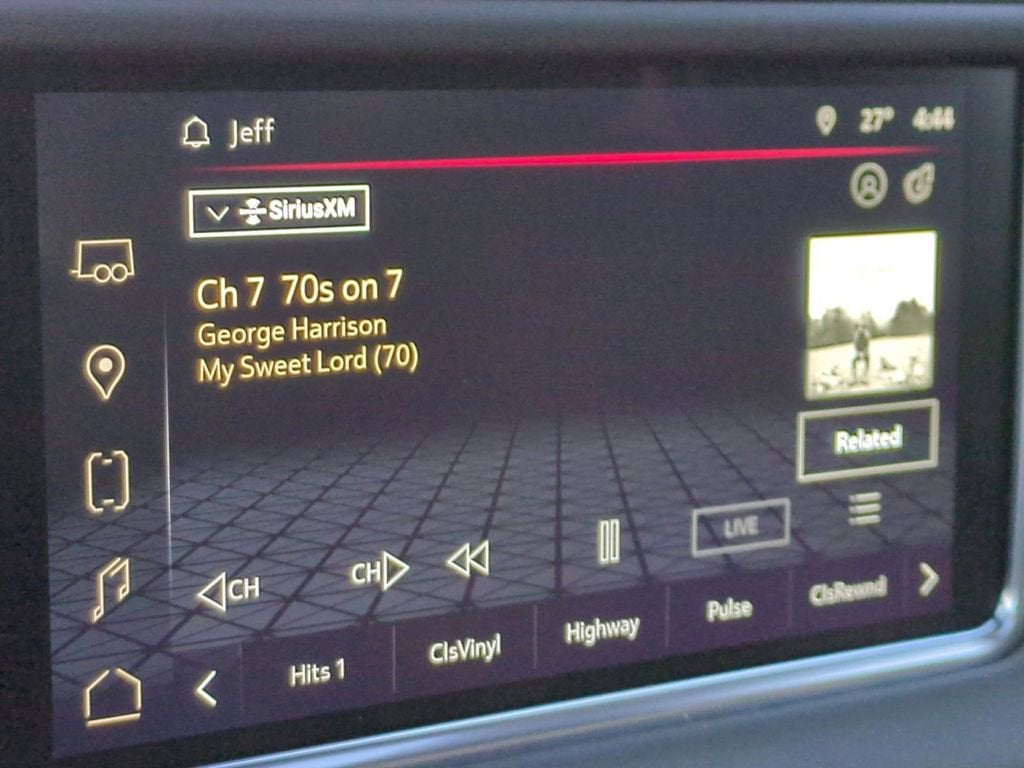 Jeff
27° 4:44
SiriusXM
Ch 7 70s on 7
George Harrison
My Sweet Lord (70)
Related
LIVE
CH
CH
Hits 1
ClsVinyl
Highway
Pulse
ClsRewnd